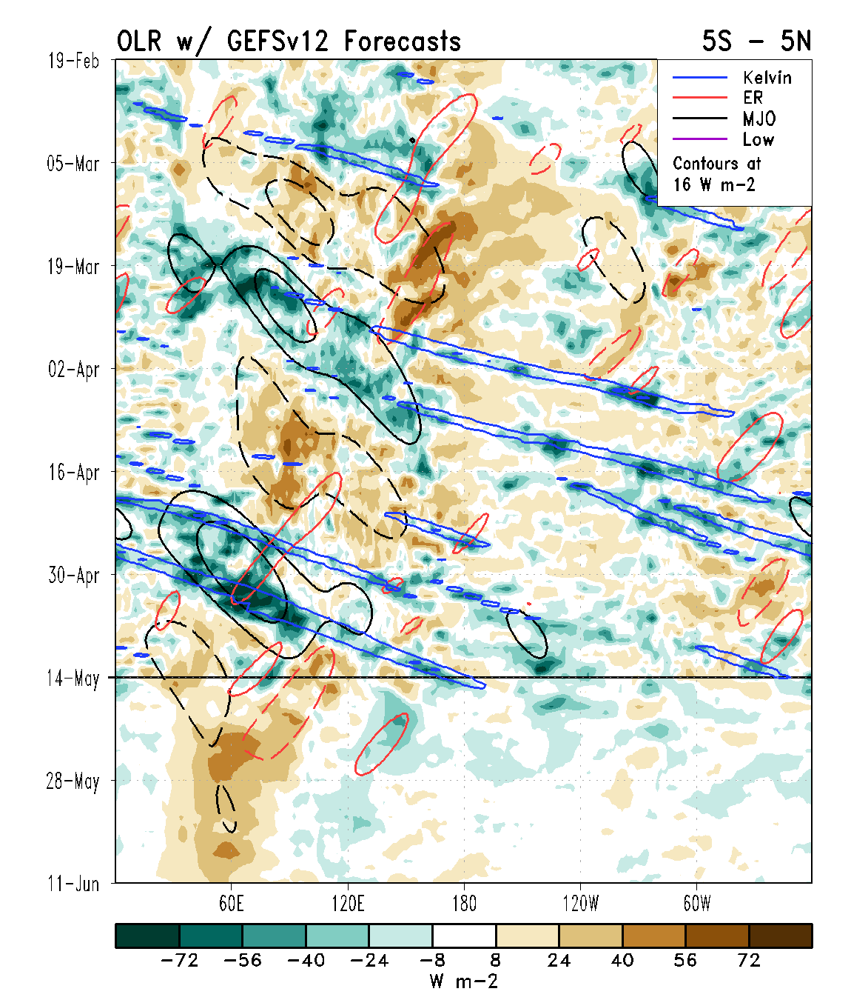 OLR w/ GEFSv12 Forecasts 5S - 5N
19-Feb
Kelvin
ER
MJO
Low
Contours at
16 W m-2
05-Mar
19-Mar
02-Apr
16-Apr
30-Apr
14-May
28-May
11-Jun
60E 120E 180 120W 60W
-72 -56 -40 -24 -8 8 24 40 56 72
W m-2